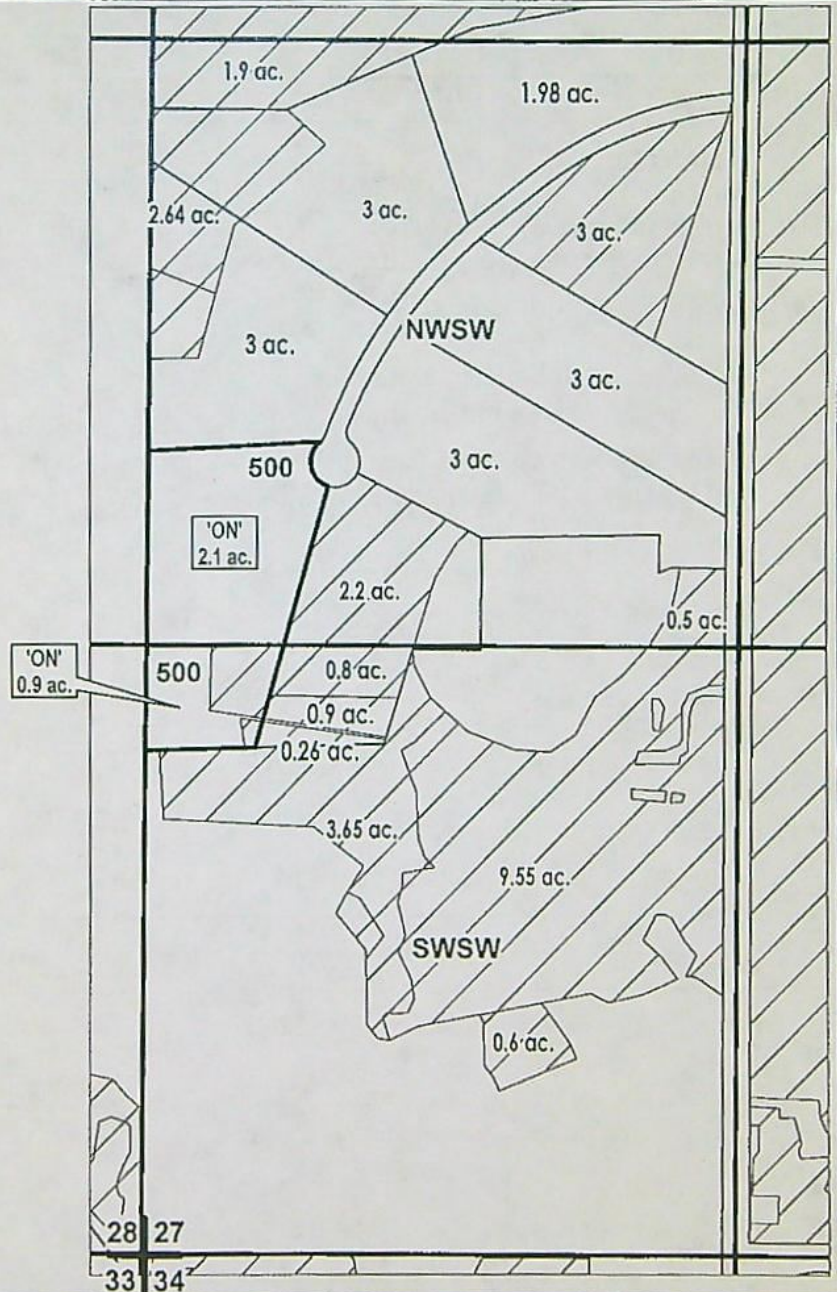 1.9 ac.
1.98 ac.
2.64 ac.
3 ac.
3 ac.
NWSW
3 ac.
3 ac.
500
3 ac.
'ON'
2.1 ac.
2.2 ac.
0.5 ac.
'ON'
0.9 ac.
500
0.8 ac.
0.9 ac.
0.26 ac.
3.65 ac.
9.55 ac.
SWSW
0.6 ac.
28 27
33 34